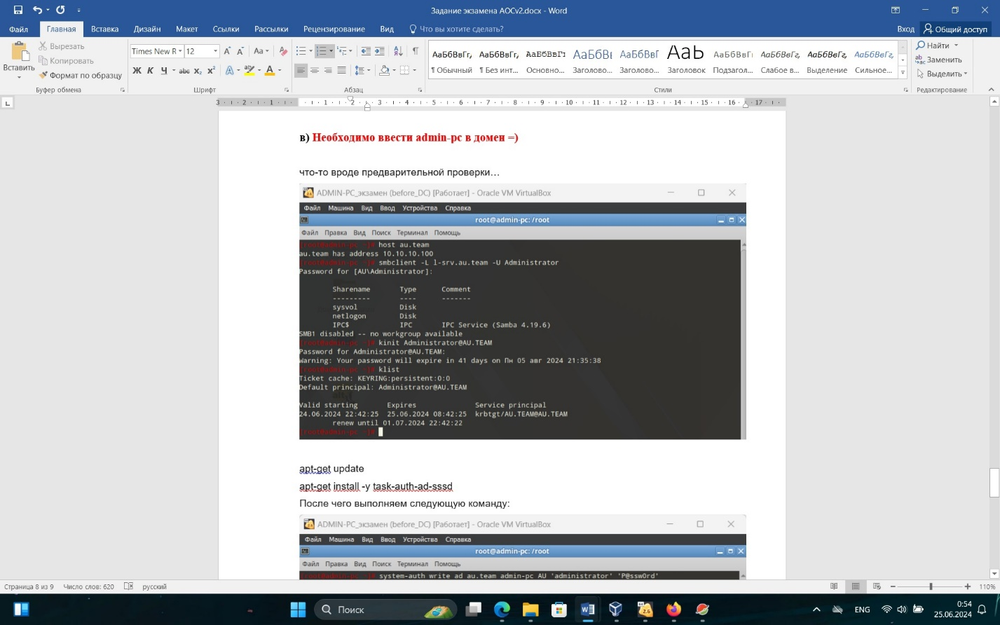 Задание экзамена AOCv2.docx - Word
Файл Главная Вставка Дизайн Макет Ссылки Рассылки Рецензирование Вид Что вы хотите сделать? Вход Общий доступ
Вставить
Вырезать
Копировать
Формат по образцу
Буфер обмена
Times New R 12
Ж К Ч abc x₂ x²
Шрифт
Абзац
АаБбВвГг, АаБбВвГг, АаБбВвГг АаБбВв АаБбВвГ АаЬ АаБбВвГг АаБбВвГг, АаБбВвГг, АаБбВвГг,
¶ Обычный ¶ Без инт... Основно... Заголово... Заголово... Заголовок Подзагол... Слабое в... Выделение Сильное...
Стили
Найти
Заменить
Выделить
Редактирование
3 2 1 1 2 3 4 5 6 7 8 9 10 11 12 13 14 15 16 17
в) Необходимо ввести admin-pc в домен =)
что-то вроде предварительной проверки…
ADMIN-PC_экзамен (before_DC) [Работает] - Oracle VM VirtualBox
Файл Машина Вид Ввод Устройства Справка
root@admin-pc: /root
Файл Правка Вид Поиск Терминал Помощь
[root@admin-pc ~]# host au.team
au.team has address 10.10.10.100
[root@admin-pc ~]# smbclient -L l-srv.au.team -U Administrator
Password for [AU\Administrator]:
Sharename Type Comment
--------- ---- -------
sysvol Disk
netlogon Disk
IPC$ IPC IPC Service (Samba 4.19.6)
SMB1 disabled -- no workgroup available
[root@admin-pc ~]# kinit Administrator@AU.TEAM
Password for Administrator@AU.TEAM:
Warning: Your password will expire in 41 days on Пн 05 авг 2024 21:35:38
[root@admin-pc ~]# klist
Ticket cache: KEYRING:persistent:0:0
Default principal: Administrator@AU.TEAM
Valid starting Expires Service principal
24.06.2024 22:42:25 25.06.2024 08:42:25 krbtgt/AU.TEAM@AU.TEAM
renew until 01.07.2024 22:42:22
[root@admin-pc ~]#
apt-get update
apt-get install -y task-auth-ad-sssd
После чего выполняем следующую команду:
ADMIN-PC_экзамен (before_DC) [Работает] - Oracle VM VirtualBox
Файл Машина Вид Ввод Устройства Справка
root@admin-pc: /root
Файл Правка Вид Поиск Терминал Помощь
[root@admin-pc ~]# system-auth write ad au.team admin-pc AU 'administrator' 'P@ssw0rd'
Страница 8 из 9 Число слов: 620 русский 110%
Поиск
ENG
0:54
25.06.2024